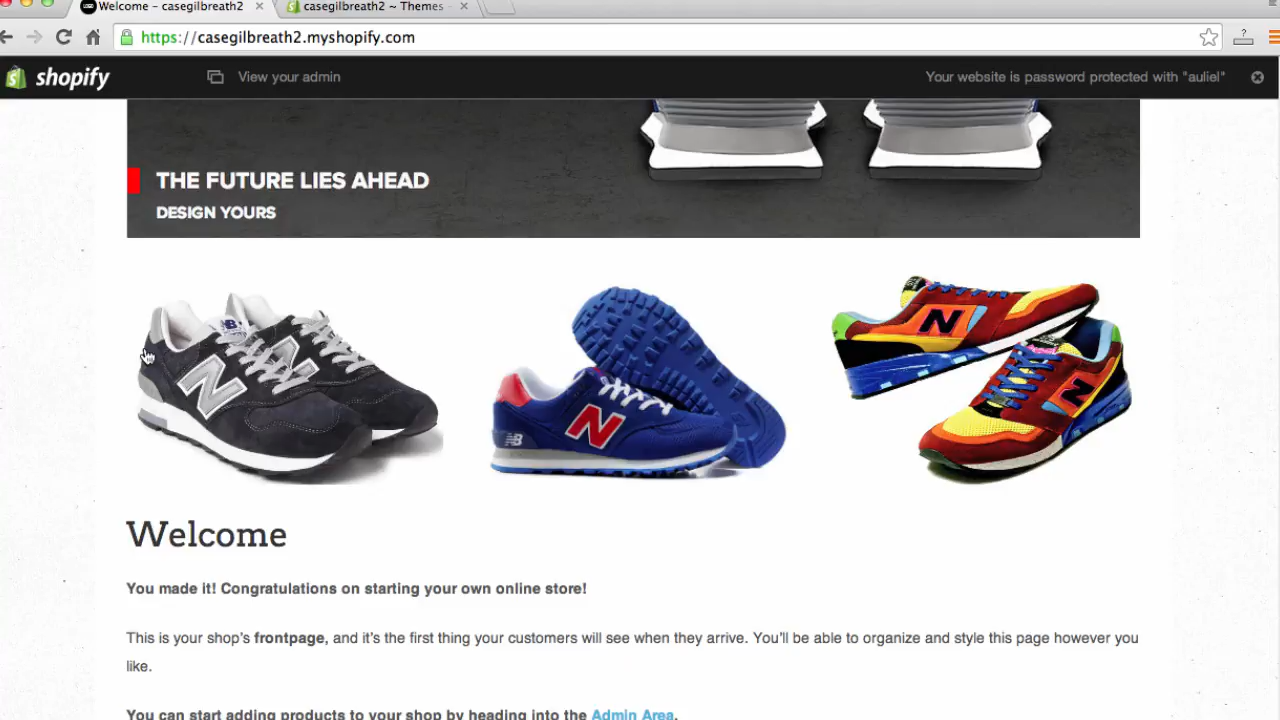 Welcome - casegilbreath2
casegilbreath2 ~ Themes
https://casegilbreath2.myshopify.com
?
shopify
View your admin
Your website is password protected with "auliel"
THE FUTURE LIES AHEAD
DESIGN YOURS
N
N
NB
N
N
N
Welcome
You made it! Congratulations on starting your own online store!
This is your shop's frontpage, and it's the first thing your customers will see when they arrive. You'll be able to organize and style this page however you
like.
You can start adding products to your shop by heading into the Admin Area.